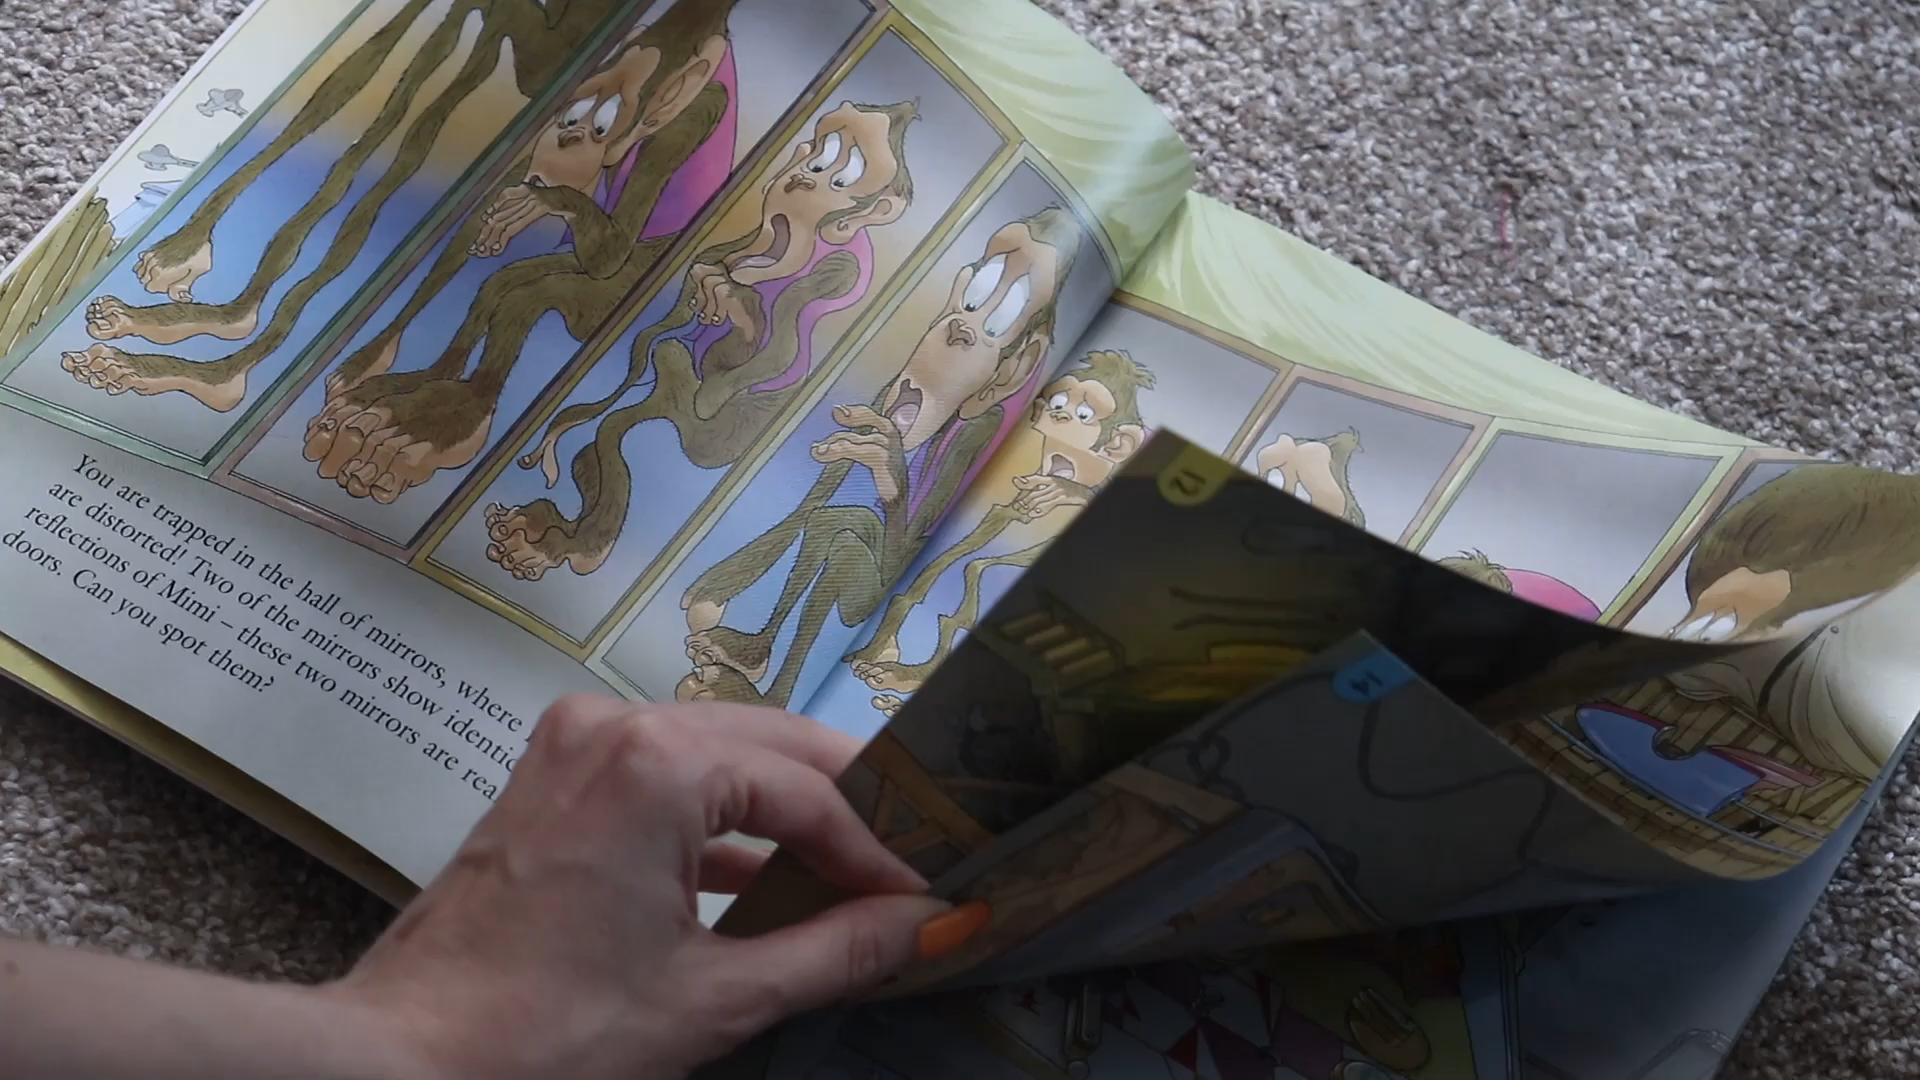 You are trapped in the hall of mirrors, where
are distorted! Two of the mirrors show identic
reflections of Mimi – these two mirrors are rea
doors. Can you spot them?
12
14